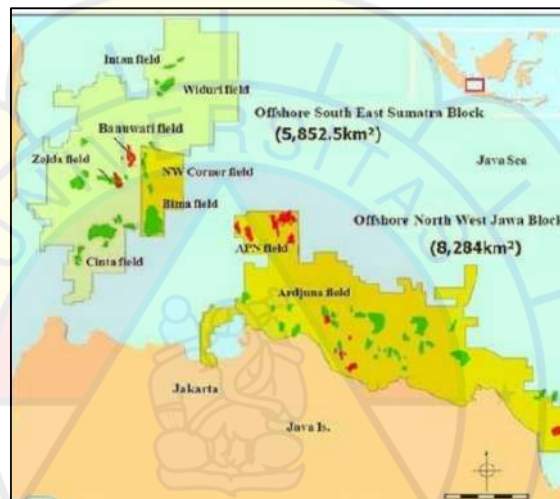 Intan field
Widuri field
Offshore South East Sumatra Block
(5,852.5km²)
Banuwati field
Java Sea
Zelda field
NW Corner field
Bima field
Offshore North West Jawa Block
(8,284km²)
APN field
Cinta field
Ardjuna field
Jakarta
Java Is.